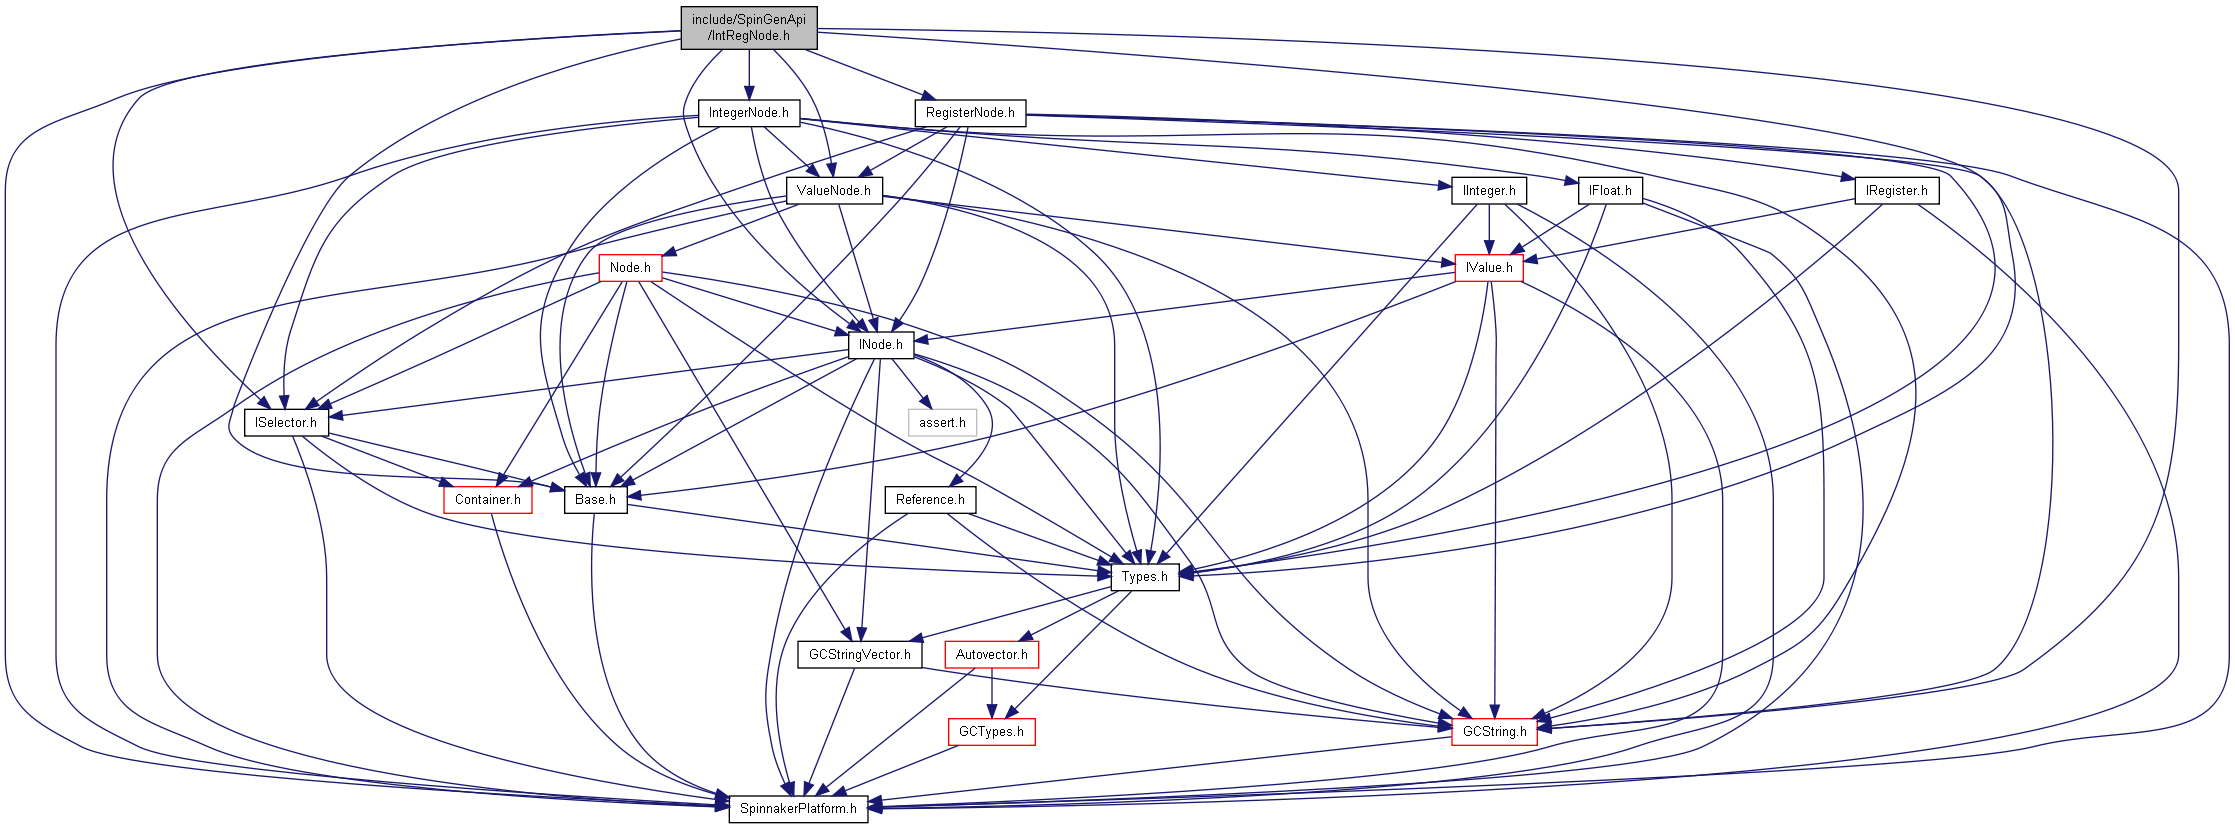 include/SpinGenApi
/IntRegNode.h
IntegerNode.h
RegisterNode.h
ValueNode.h
IInteger.h
IFloat.h
IRegister.h
Node.h
IValue.h
INode.h
ISelector.h
assert.h
Container.h
Base.h
Reference.h
Types.h
GCStringVector.h
Autovector.h
GCTypes.h
GCString.h
SpinnakerPlatform.h